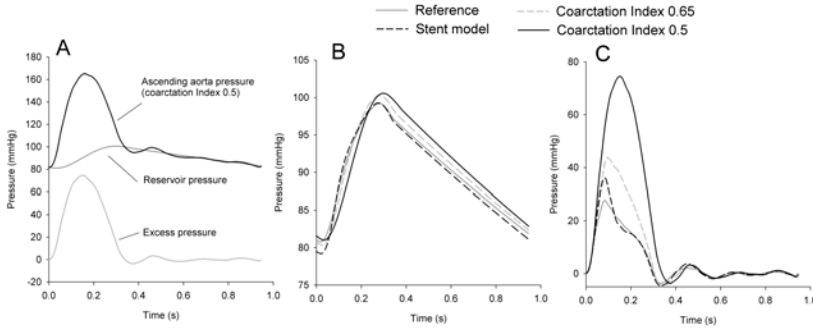 Reference
Coarctation Index 0.65
Stent model
Coarctation Index 0.5
A
Pressure (mmHg)
180
160
140
120
100
80
60
40
20
0
-20
Ascending aorta pressure
(coarctation Index 0.5)
Reservoir pressure
Excess pressure
0.0 0.2 0.4 0.6 0.8 1.0
Time (s)
B
Pressure (mmHg)
105
100
95
90
85
80
75
0.0 0.2 0.4 0.6 0.8 1.0
Time (s)
C
Pressure (mmHg)
80
60
40
20
0
0.0 0.2 0.4 0.6 0.8 1.0
Time (s)